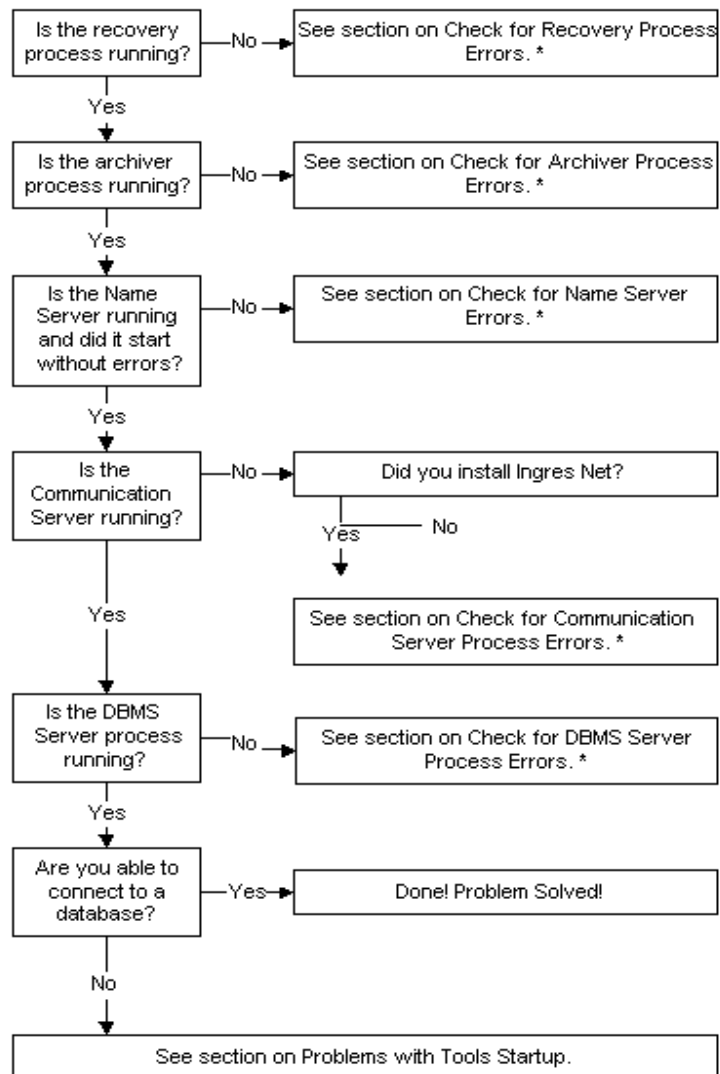 Is the recovery
process running?
No
See section on Check for Recovery Process
Errors. *
Yes
Is the archiver
process running?
No
See section on Check for Archiver Process
Errors. *
Yes
Is the Name
Server running
and did it start
without errors?
No
See section on Check for Name Server
Errors. *
Yes
Is the
Communication
Server running?
No
Did you install Ingres Net?
Yes
No
Yes
See section on Check for Communication
Server Process Errors. *
Is the DBMS
Server process
running?
No
See section on Check for DBMS Server
Process Errors. *
Yes
Are you able to
connect to a
database?
Yes
Done! Problem Solved!
No
See section on Problems with Tools Startup.